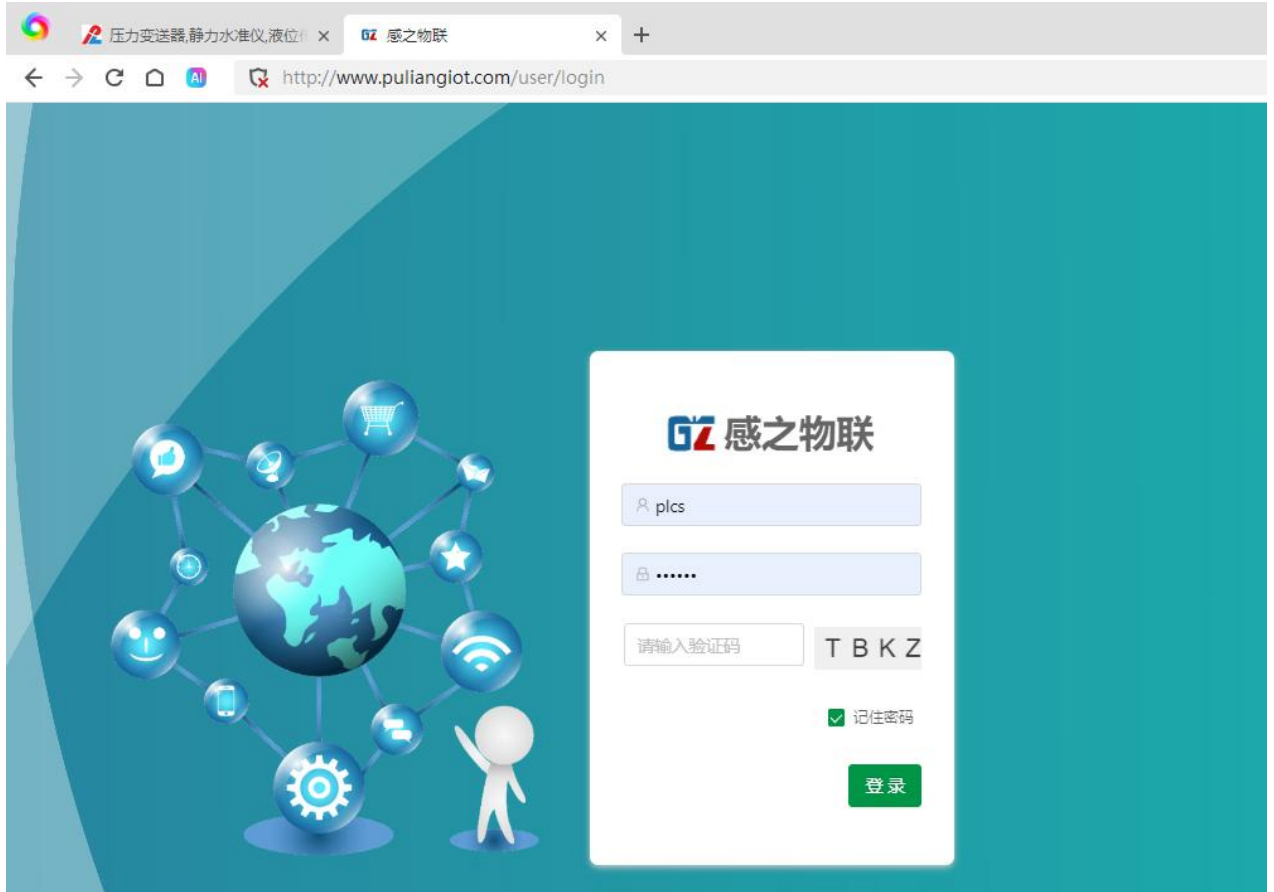 压力变送器,静力水准仪,液位
感之物联
AI
http://www.puliangiot.com/user/login
GZ 感之物联
plcs
••••••
请输入验证码
T B K Z
记住密码
登录